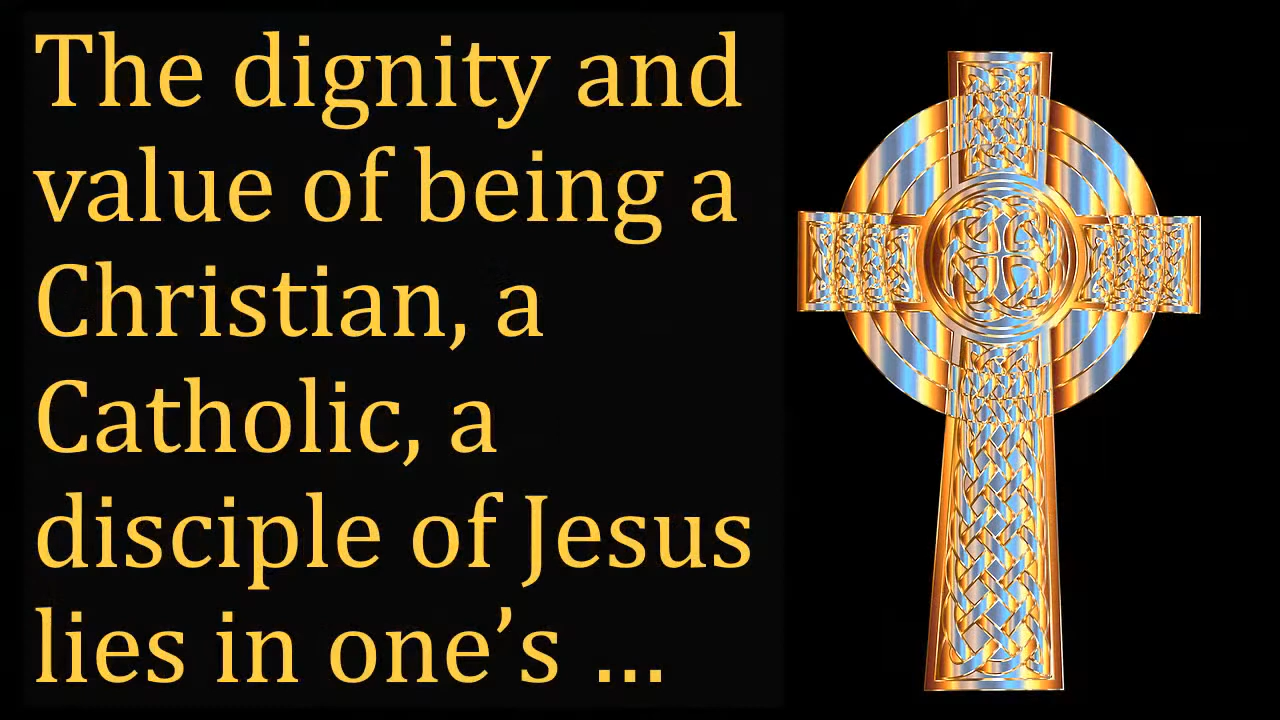 The dignity and
value of being a
Christian, a
Catholic, a
disciple of Jesus
lies in one’s ...